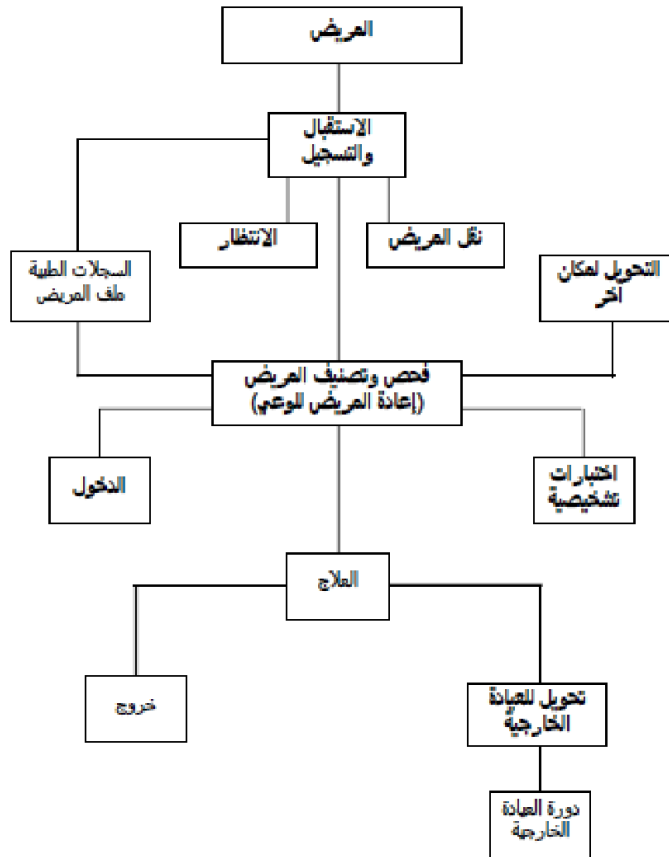 المريض
الاستقبال
والتسجيل
الانتظار
نقل المريض
السجلات الطبية
ملف المريض
التحويل لمكان
آخر
فحص وتصنيف المريض
(إعادة المريض للوعي)
الدخول
اختبارات
تشخيصية
العلاج
خروج
تحويل للعيادة
الخارجية
دورة العيادة
الخارجية